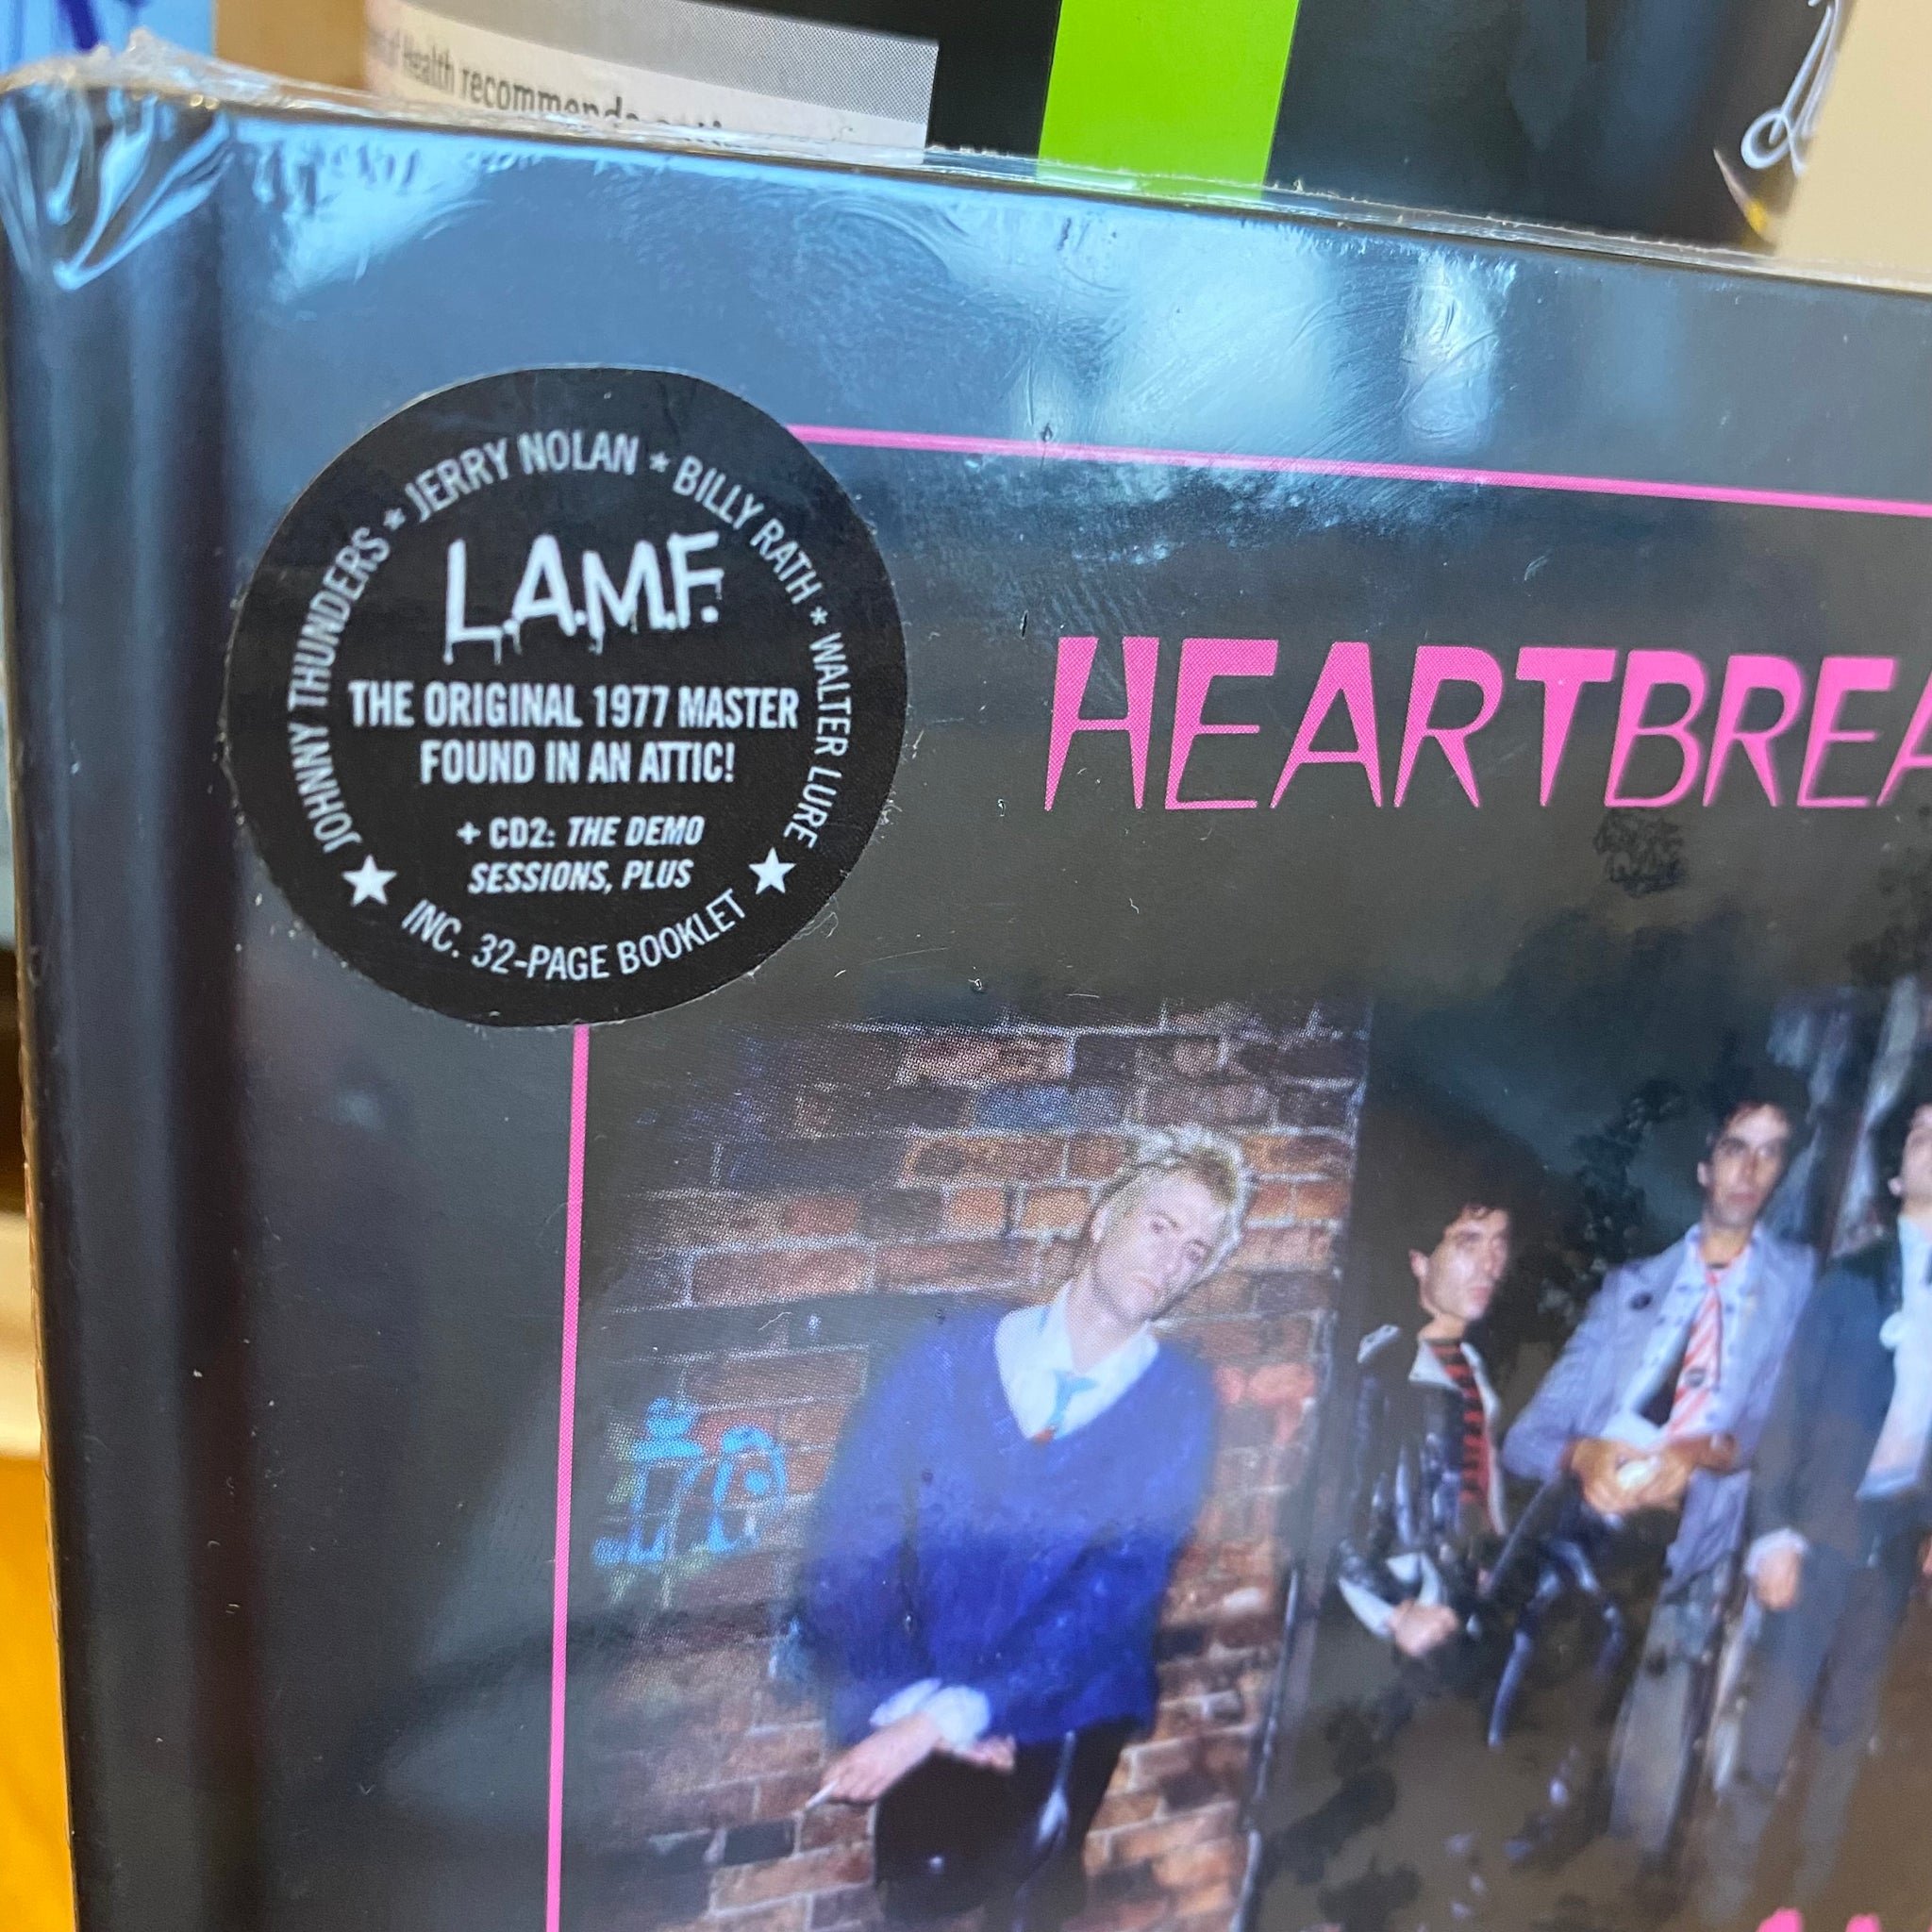 of Health recommends
JOHNNY THUNDERS * JERRY NOLAN * BILLY RATH * WALTER LURE
L.A.M.F.
THE ORIGINAL 1977 MASTER
FOUND IN AN ATTIC!
+ CD2: THE DEMO
SESSIONS, PLUS
★ INC. 32-PAGE BOOKLET ★
HEARTBREA